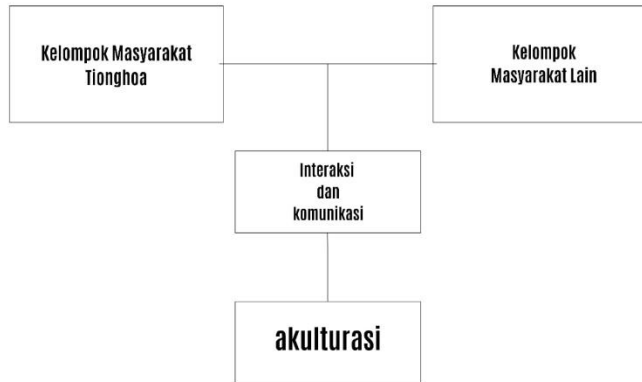 Kelompok Masyarakat
Tionghoa
Kelompok
Masyarakat Lain
Interaksi
dan
komunikasi
akulturasi